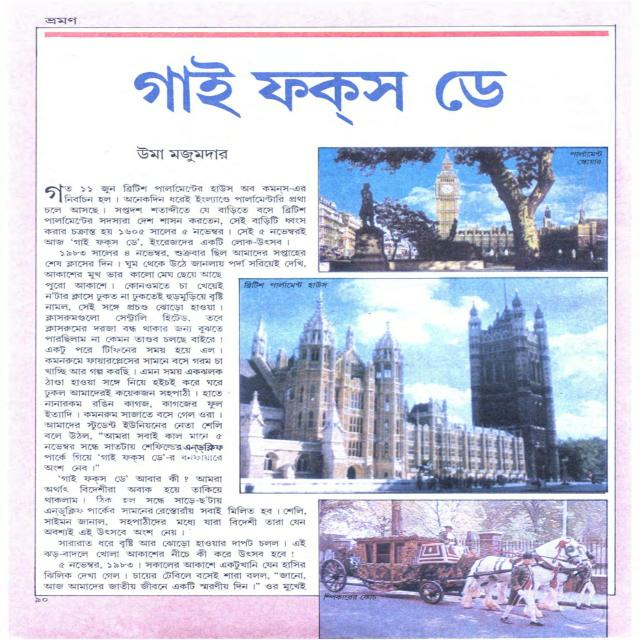 ভ্রমণ
গাই ফক্‌স ডে
উমা মজুমদার
পার্লামেন্ট
স্কোয়ার
গত ১১ জুন ব্রিটিশ পার্লামেন্টের হাউস অব কমনস্-এর
নির্বাচন হল । অনেকদিন ধরেই ইংল্যাণ্ডে পার্লামেন্টারি প্রথা
চলে আসছে । সপ্তদশ শতাব্দীতে যে বাড়িতে বসে ব্রিটিশ
পার্লামেন্টের সদস্যরা দেশ শাসন করতেন, সেই বাড়িটি ধ্বংস
করার চক্রান্ত হয় ১৬০৫ সালের ৫ নভেম্বর । সেই ৫ নভেম্বরই
আজ ‘গাই ফক্‌স ডে’, ইংরেজদের একটি লোক-উৎসব ।
১৯৮৩ সালের ৪ নভেম্বর, শুক্রবার ছিল আমাদের সপ্তাহের
শেষ ক্লাসের দিন । ঘুম থেকে উঠে জানলায় পর্দা সরিয়েই দেখি,
আকাশের মুখ ভার কালো মেঘ ছেয়ে আছে
পুরো আকাশে । কোনওমতে চা খেয়েই
ন’টার ক্লাসে ঢুকত না ঢুকতেই হুড়মুড়িয়ে বৃষ্টি
নামল, সেই সঙ্গে প্রচণ্ড ঝোড়ো হাওয়া ।
ক্লাসরুমগুলো সেন্ট্রালি হিটেড, তবে
ক্লাসরুমের দরজা বন্ধ থাকার জন্য বুঝতে
পারছিলাম না কেমন তাণ্ডব চলছে বাইরে ।
একটু পরে টিফিনের সময় হয়ে এল ।
কমনরুমে ফায়ারপ্লেসের সামনে বসে গরম চা
খাচ্ছি আর গল্প করছি । এমন সময় একঝলক
ঠাণ্ডা হাওয়া সঙ্গে নিয়ে হইচই করে ঘরে
ঢুকল আমাদেরই কয়েকজন সহপাঠী । হাতে
নানারকম রঙিন কাগজ, কাগজের ফুল
ইত্যাদি । কমনরুম সাজাতে বসে গেল ওরা ।
আমাদের স্টুডেন্ট ইউনিয়নের নেতা শেলি
বলে উঠল, “আমরা সবাই কাল মানে ৫
নভেম্বর সন্ধে সাতটায় শেফিল্ডের এন্‌ড্‌ক্লিফ
পার্কে গিয়ে ‘গাই ফক্‌স ডে’-র বনফায়ারে
অংশ নেব ।”
‘গাই ফক্‌স ডে’ আবার কী ? আমরা
অর্থাৎ বিদেশীরা অবাক হয়ে তাকিয়ে
থাকলাম । ঠিক হল সন্ধে সাড়ে-ছ’টায়
এন্‌ড্‌ক্লিফ পার্কের সামনের রেস্তোরাঁয় সবাই মিলিত হব । শেলি,
সাইমন জানাল, সহপাঠীদের মধ্যে যারা বিদেশী তারা যেন
অবশ্যই এই উৎসবে অংশ নেয় ।
সারারাত ধরে বৃষ্টি আর ঝোড়ো হাওয়ার দাপট চলল । এই
ঝড়-বাদলে খোলা আকাশের নীচে কী করে উৎসব হবে !
৫ নভেম্বর, ১৯৮৩ । সকালের আকাশে একটুখানি যেন হাসির
ঝিলিক দেখা গেল । চায়ের টেবিলে বসেই শারা বলল, “জানো,
আজ আমাদের জাতীয় জীবনে একটি স্মরণীয় দিন ।” ওর মুখেই
ব্রিটিশ পার্লামেন্ট হাউস
স্পিকারের কোচ
৯০